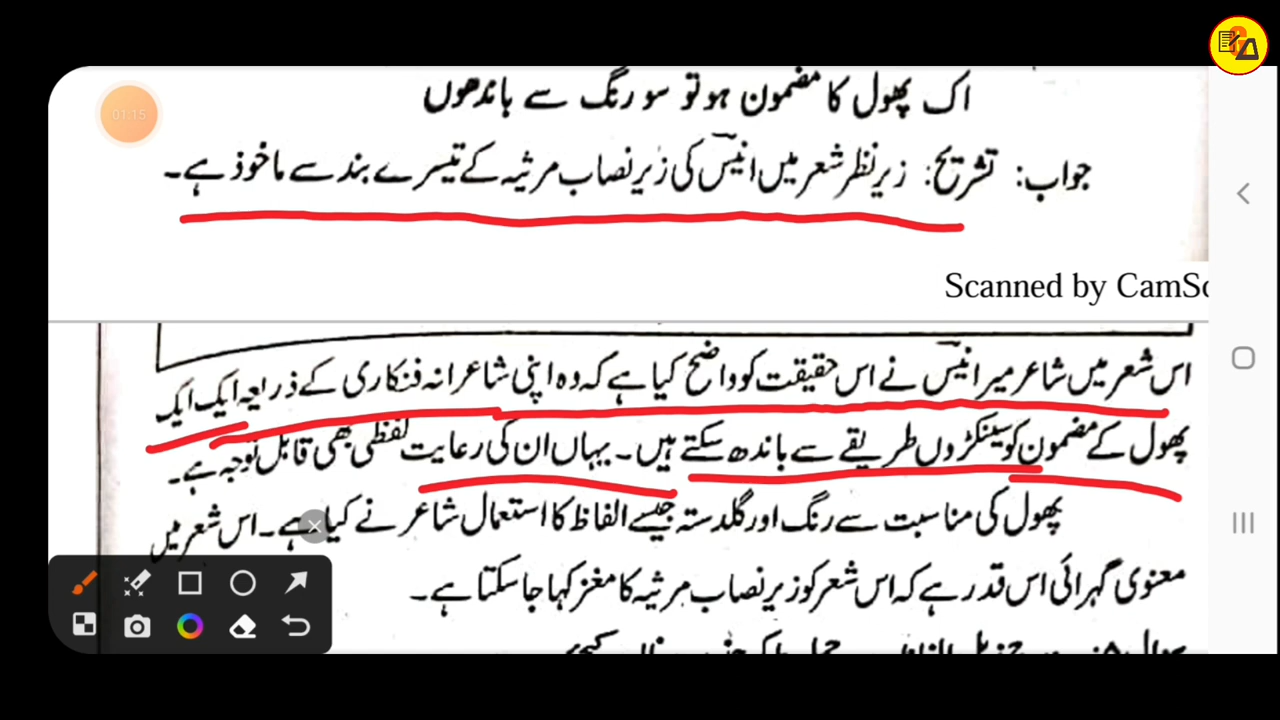 01:15
اک پھول کا مضمون ہو تو سو رنگ سے باندھوں
جواب: تشریح: زیر نظر شعر میں انیسؔ کی زیر نصاب مرثیہ کے تیسرے بند سے ماخوذ ہے۔
Scanned by CamSc
اس شعر میں شاعر میر انیسؔ نے اس حقیقت کو واضح کیا ہے کہ وہ اپنی شاعرانہ فنکاری کے ذریعہ ایک ایک
پھول کے مضمون کو سینکڑوں طریقے سے باندھ سکتے ہیں۔ یہاں ان کی رعایت لفظی بھی قابل توجہ ہے۔
پھول کی مناسبت سے رنگ اور گلدستہ جیسے الفاظ کا استعمال شاعر نے کیا ہے۔ اس شعر میں
معنوی گہرائی اس قدر ہے کہ اس شعر کو زیر نصاب مرثیہ کا مغز کہا جا سکتا ہے۔